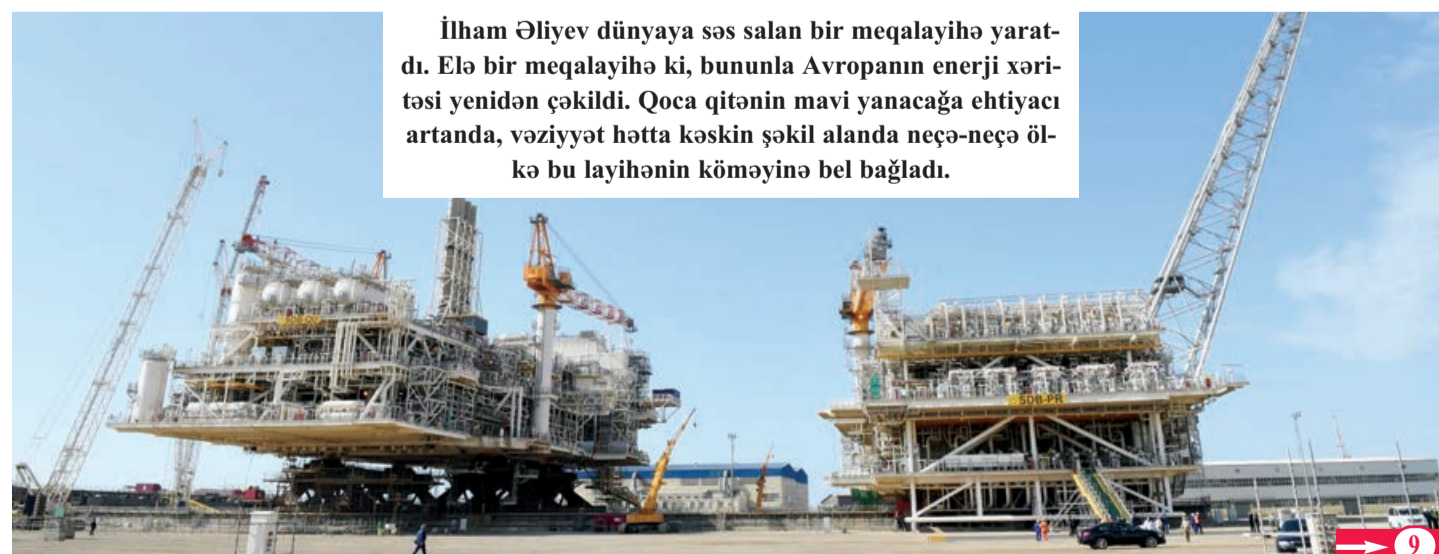 İlham Əliyev dünyaya səs salan bir meqalayihə yarat-
dı. Elə bir meqalayihə ki, bununla Avropanın enerji xəri-
təsi yenidən çəkildi. Qoca qitənin mavi yanacağa ehtiyacı
artanda, vəziyyət hətta kəskin şəkil alanda neçə-neçə öl-
kə bu layihənin köməyinə bel bağladı.
SDB-PR
9